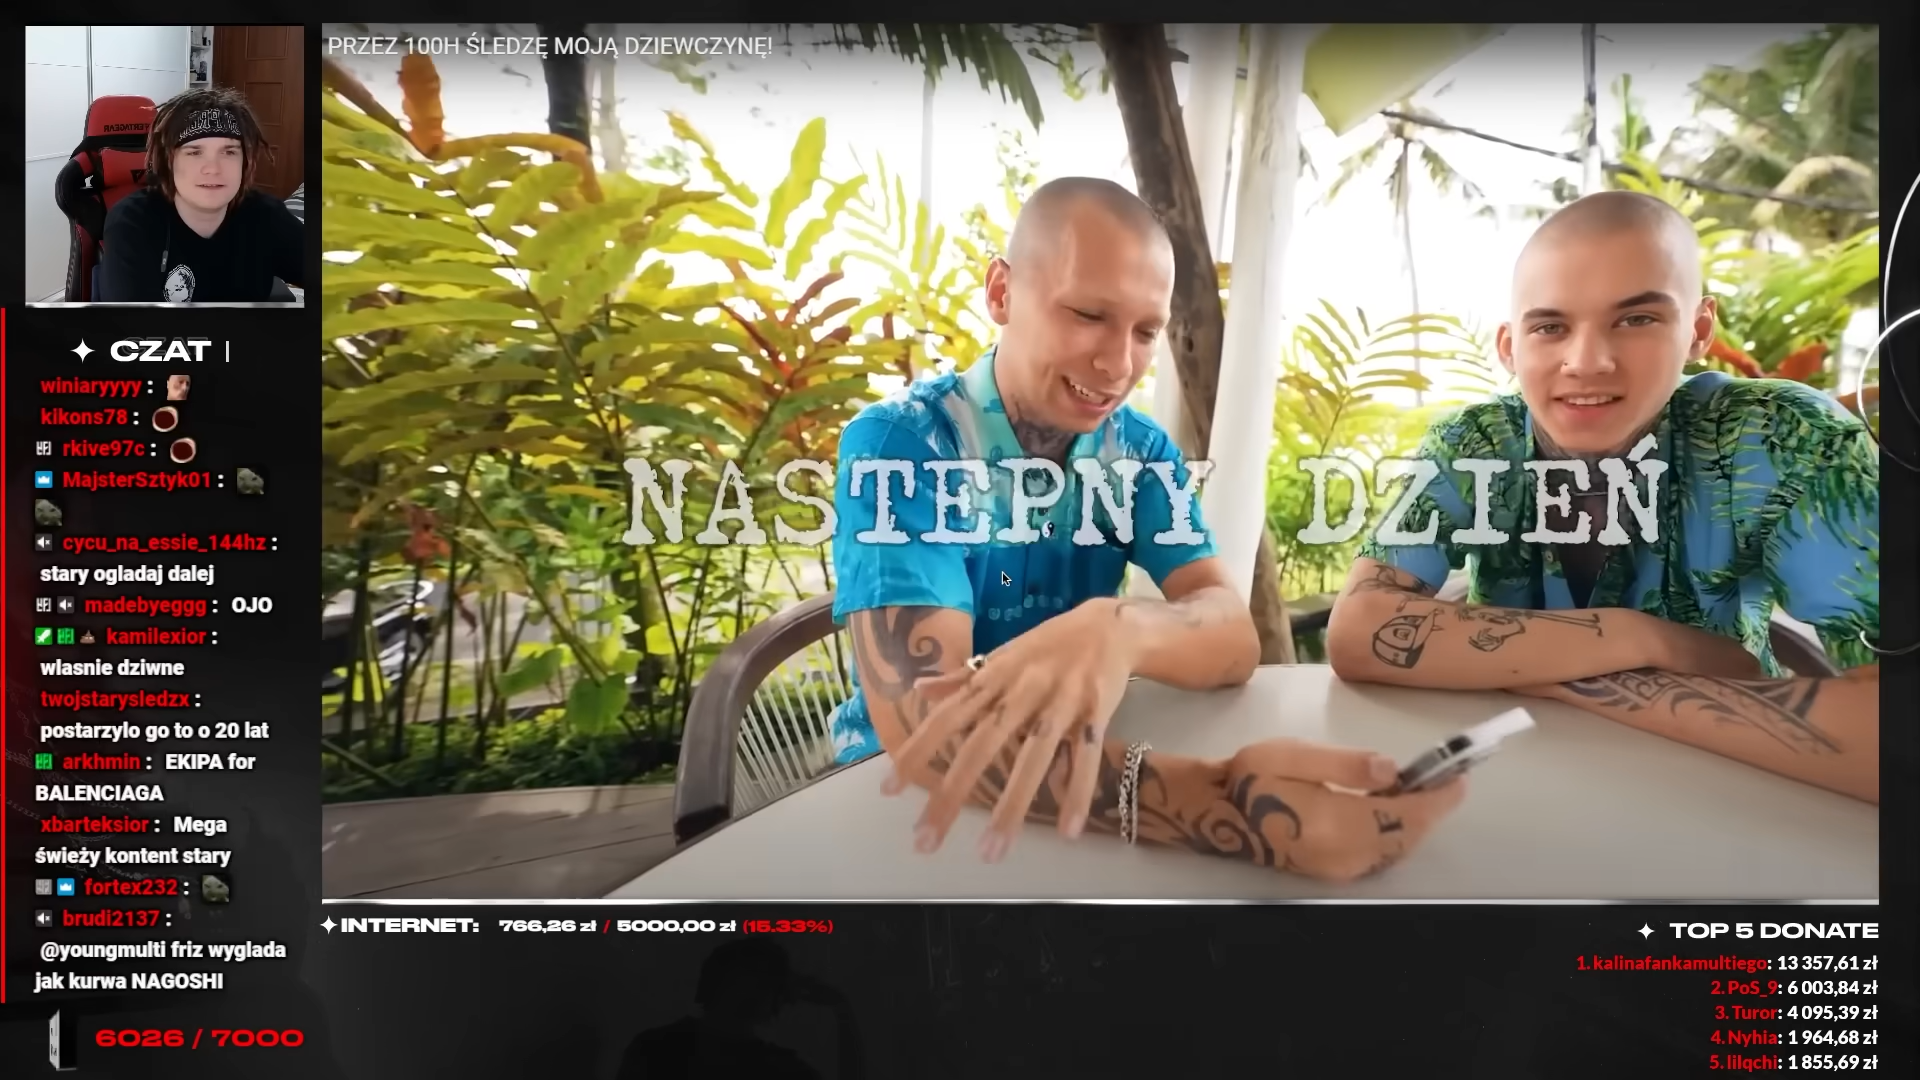 PRZEZ 100H ŚLEDZĘ MOJĄ DZIEWCZYNĘ!
NASTEPNY DZIEŃ
CZAT
winiaryyyy :
kikons78 :
rkive97c :
MajsterSztyk01 :
cycu_na_essie_144hz :
stary ogladaj dalej
madebyeggg : OJO
kamilexior :
wlasnie dziwne
twojstarysledzx :
postarzylo go to o 20 lat
arkhmin : EKIPA for
BALENCIAGA
xbarteksior : Mega
świeży kontent stary
fortex232 :
brudi2137 :
@youngmulti friz wyglada
jak kurwa NAGOSHI
6026 / 7000
INTERNET: 766,26 zł / 5000,00 zł (15.33%)
TOP 5 DONATE
1. kalinafankamultiego: 13 357,61 zł
2. PoS_9: 6 003,84 zł
3. Turor: 4 095,39 zł
4. Nyhia: 1 964,68 zł
5. lilqchi: 1 855,69 zł